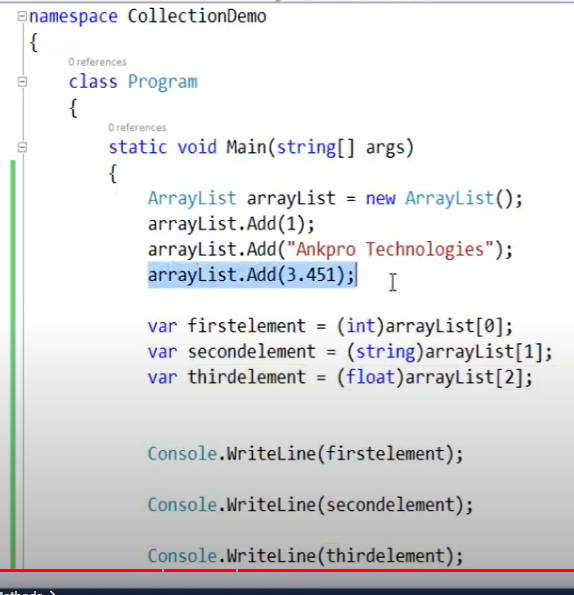 namespace CollectionDemo
{
0 references
class Program
{
0 references
static void Main(string[] args)
{
ArrayList arrayList = new ArrayList();
arrayList.Add(1);
arrayList.Add("Ankpro Technologies");
arrayList.Add(3.451);
var firstelement = (int)arrayList[0];
var secondelement = (string)arrayList[1];
var thirdelement = (float)arrayList[2];
Console.WriteLine(firstelement);
Console.WriteLine(secondelement);
Console.WriteLine(thirdelement);